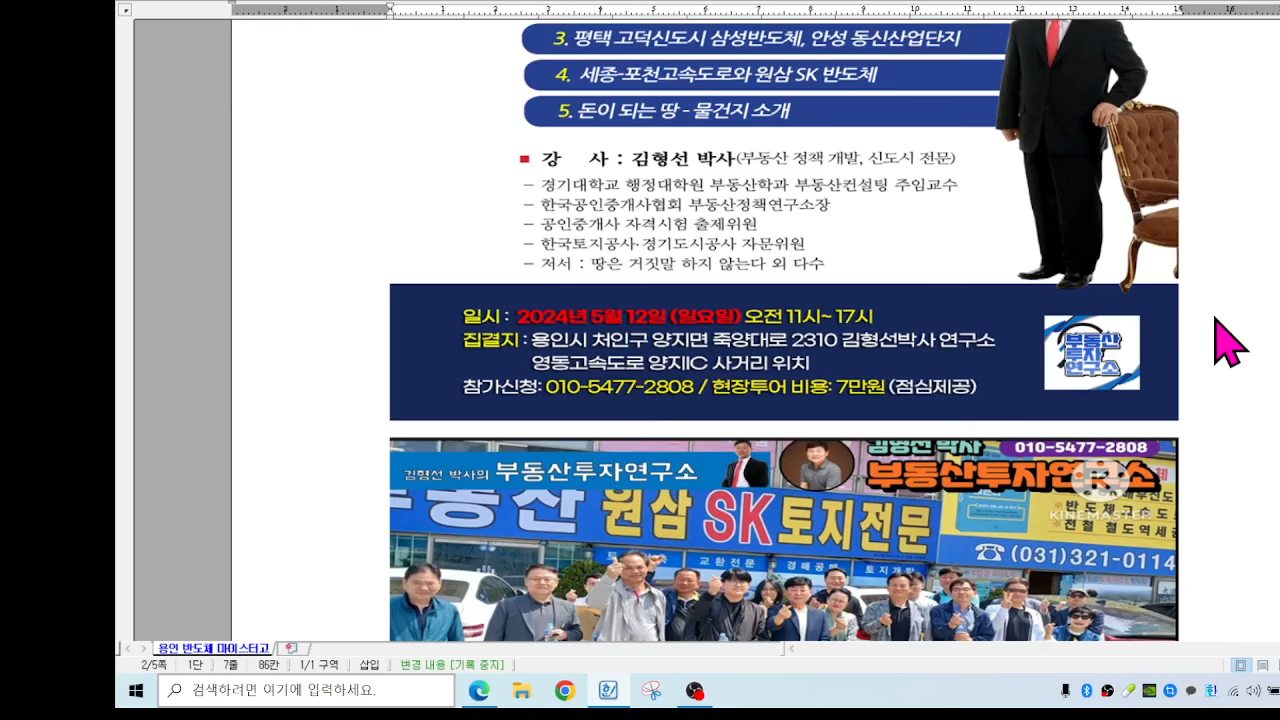 3. 평택 고덕신도시 삼성반도체, 안성 동신산업단지
4. 세종-포천고속도로와 원삼 SK 반도체
5. 돈이 되는 땅 - 물건지 소개
■ 강 사 : 김형선 박사(부동산 정책 개발, 신도시 전문)
– 경기대학교 행정대학원 부동산학과 부동산컨설팅 주임교수
– 한국공인중개사협회 부동산정책연구소장
– 공인중개사 자격시험 출제위원
– 한국토지공사·경기도시공사 자문위원
– 저서 : 땅은 거짓말 하지 않는다 외 다수
일시 : 2024년 5월 12일 (일요일) 오전 11시~ 17시
집결지 : 용인시 처인구 양지면 죽양대로 2310 김형선박사 연구소
영동고속도로 양지IC 사거리 위치
참가신청: 010-5477-2808 / 현장투어 비용: 7만원 (점심제공)
부동산
투자
연구소
김형선 박사의 부동산투자연구소
김형선 박사 010-5477-2808
부동산투자연구소
KINEMASTER
부동산 원삼 SK 토지전문
☎ (031)321-0114
교환전문 경매공매 토지개발
용인 반도체 마이스터고
2/5쪽 1단 7줄 86칸 1/1 구역 삽입 변경 내용 [기록 중지]
검색하려면 여기에 입력하세요.